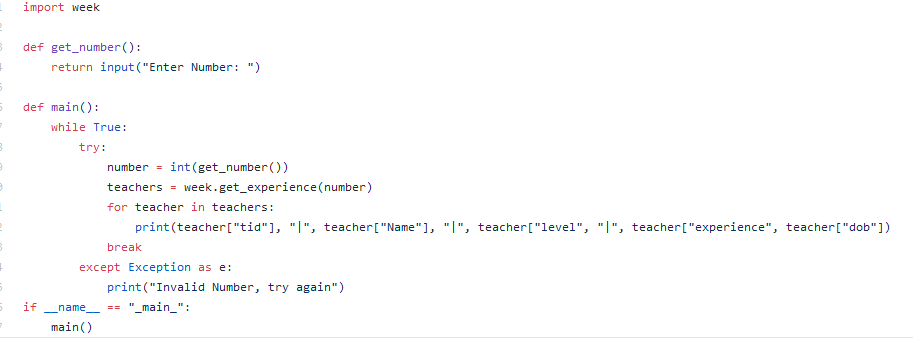 import week
def get_number():
    return input("Enter Number: ")
def main():
    while True:
        try:
            number = int(get_number())
            teachers = week.get_experience(number)
            for teacher in teachers:
                print(teacher["tid"], "|", teacher["Name"], "|", teacher["level", "|", teacher["experience", teacher["dob"])
            break
        except Exception as e:
            print("Invalid Number, try again")
if __name__ == "_main_":
    main()